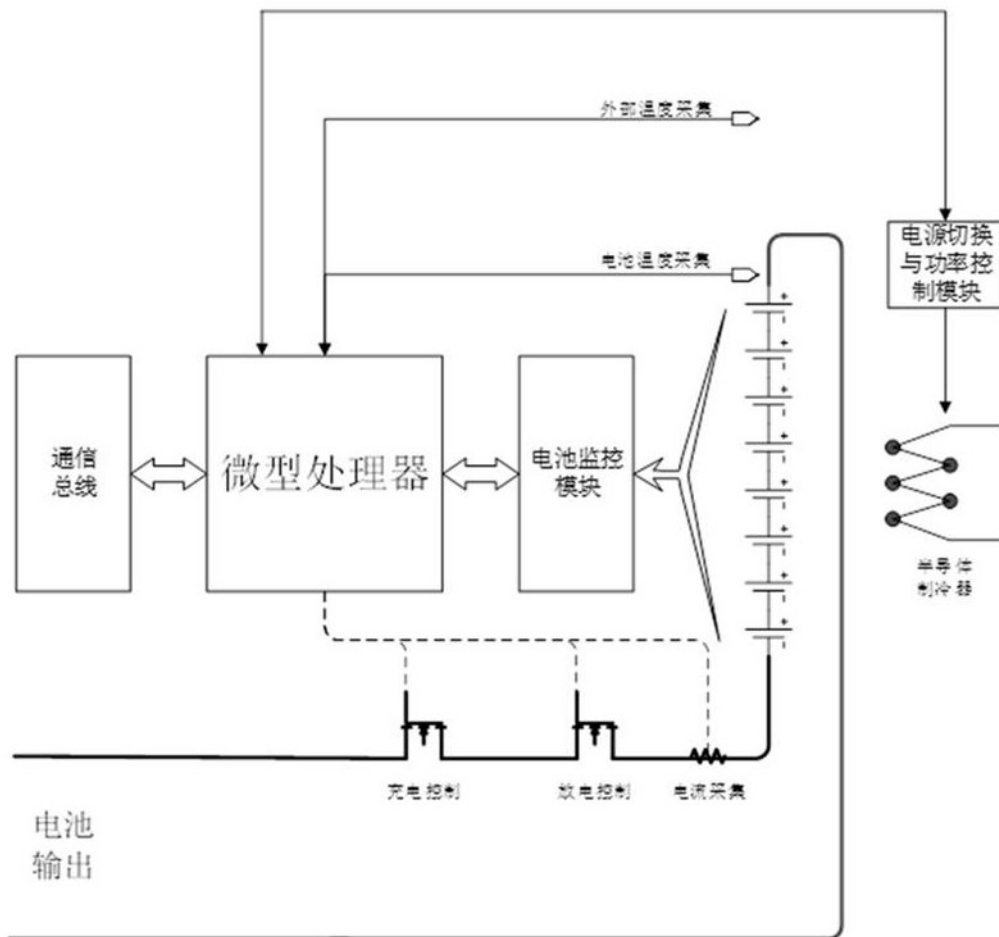 外部温度采集
电源切换
与功率控
制模块
电池温度采集
通信
总线
微型处理器
电池监控
模块
半导体
制冷器
充电控制
放电控制
电流采集
电池
输出